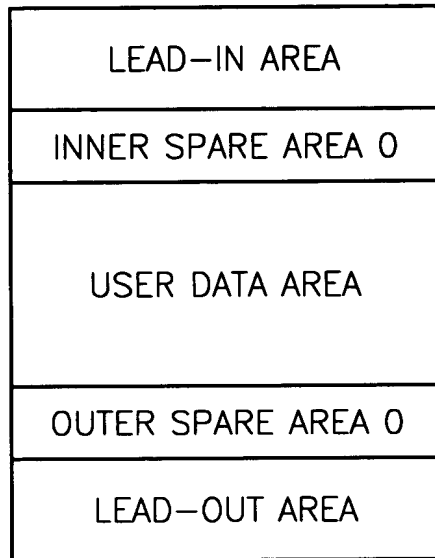 LEAD-IN AREA
INNER SPARE AREA 0
USER DATA AREA
OUTER SPARE AREA 0
LEAD-OUT AREA